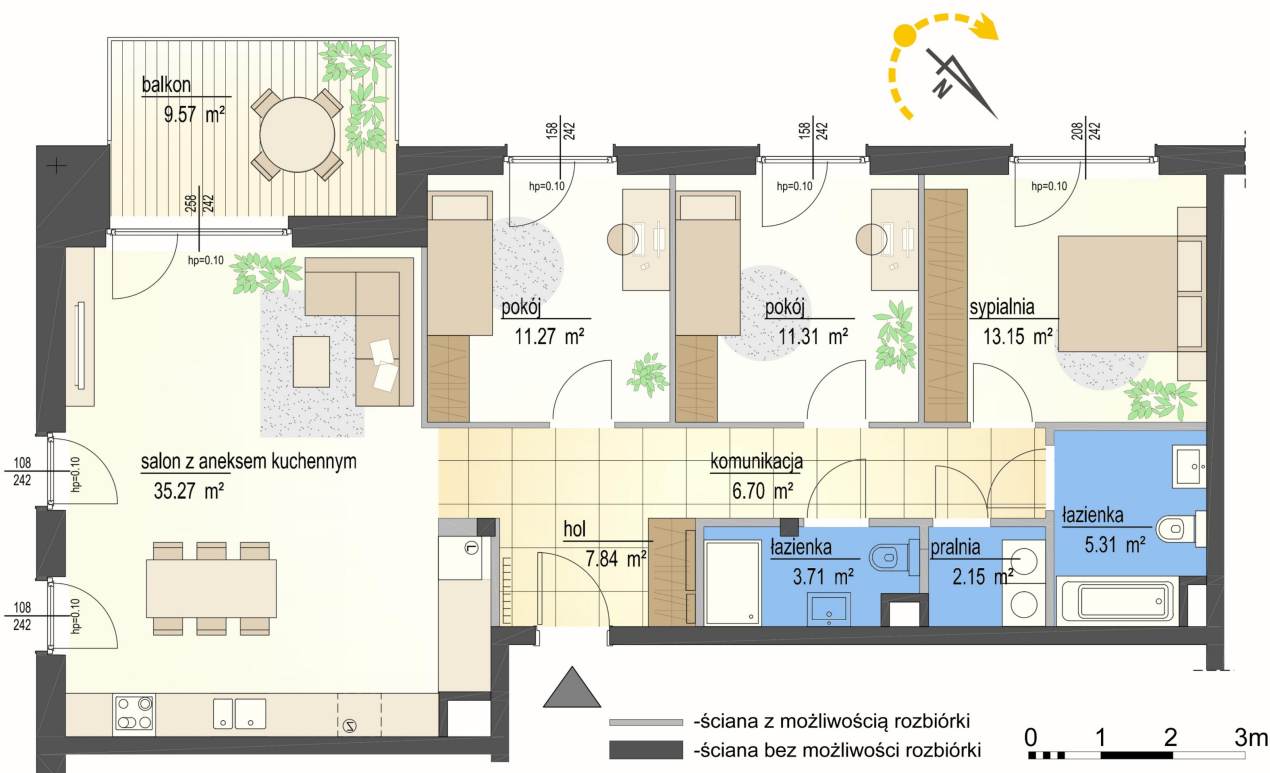 balkon
9.57 m²
N
258
242
hp=0.10
158
242
hp=0.10
158
242
hp=0.10
208
242
hp=0.10
pokój
11.27 m²
pokój
11.31 m²
sypialnia
13.15 m²
108
242
hp=0.10
salon z aneksem kuchennym
35.27 m²
komunikacja
6.70 m²
hol
7.84 m²
łazienka
3.71 m²
pralnia
2.15 m²
łazienka
5.31 m²
L
108
242
hp=0.10
Z
-ściana z możliwością rozbiórki
-ściana bez możliwości rozbiórki
0 1 2 3m